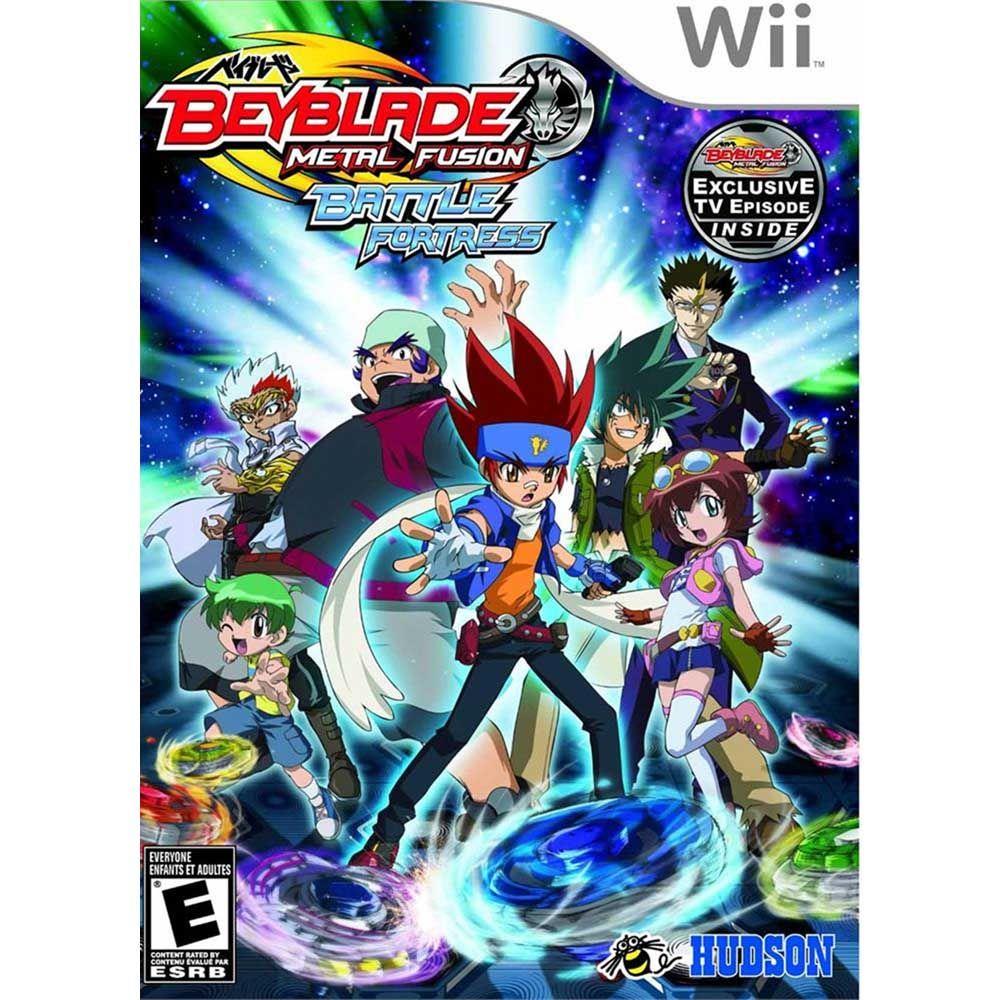 Wii™
ベイブレード
BEYBLADE
METAL FUSION
BATTLE
FORTRESS
BEYBLADE
METAL FUSION
EXCLUSIVE
TV EPISODE
INSIDE
EVERYONE
ENFANTS ET ADULTES
E®
CONTENT RATED BY
CONTENU ÉVALUÉ PAR
ESRB
HUDSON